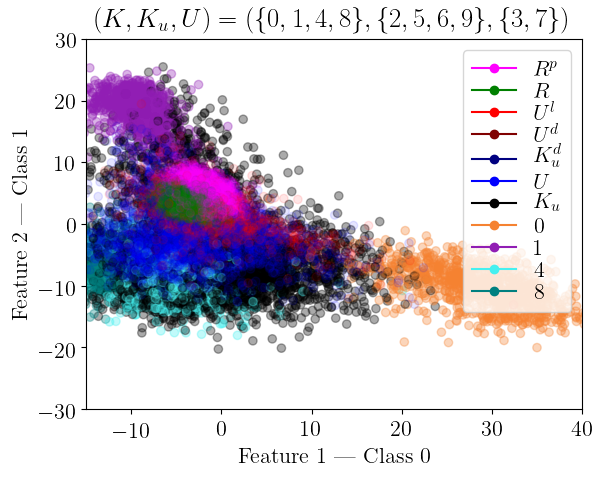 (K, K_u, U) = ({0, 1, 4, 8}, {2, 5, 6, 9}, {3, 7})
30
20
10
0
−10
−20
−30
−10
0
10
20
30
40
Feature 2 — Class 1
Feature 1 — Class 0
R^p
R
U^l
U^d
K_u^d
U
K_u
0
1
4
8